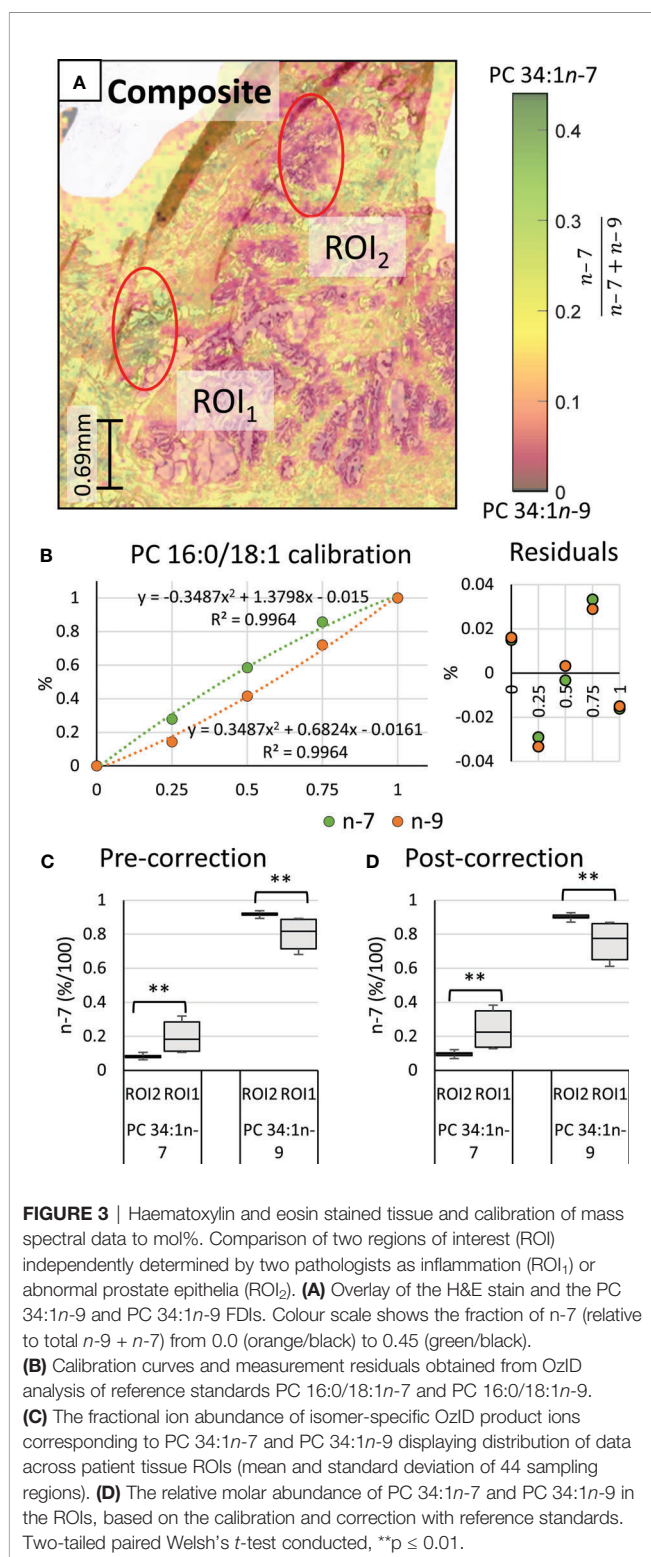 A
Composite
ROI2
ROI1
0.69mm
PC 34:1n-7
0.4
0.3
0.2
0.1
0
n-7
n-7 + n-9
PC 34:1n-9
B
PC 16:0/18:1 calibration
%
1
0.8
0.6
0.4
0.2
0
y = -0.3487x² + 1.3798x - 0.015
R² = 0.9964
y = 0.3487x² + 0.6824x - 0.0161
R² = 0.9964
0 0.25 0.5 0.75 1
Residuals
%
0.04
0.02
0
-0.02
-0.04
0 0.25 0.5 0.75 1
n-7 n-9
C
Pre-correction
n-7 (%/100)
1
0.8
0.6
0.4
0.2
0
**
**
ROI2 ROI1 ROI2 ROI1
PC 34:1n-7 PC 34:1n-9
D
Post-correction
n-7 (%/100)
1
0.8
0.6
0.4
0.2
0
**
**
ROI2 ROI1 ROI2 ROI1
PC 34:1n-7 PC 34:1n-9
FIGURE 3 | Haematoxylin and eosin stained tissue and calibration of mass
spectral data to mol%. Comparison of two regions of interest (ROI)
independently determined by two pathologists as inflammation (ROI1) or
abnormal prostate epithelia (ROI2). (A) Overlay of the H&E stain and the PC
34:1n-9 and PC 34:1n-9 FDIs. Colour scale shows the fraction of n-7 (relative
to total n-9 + n-7) from 0.0 (orange/black) to 0.45 (green/black).
(B) Calibration curves and measurement residuals obtained from OzID
analysis of reference standards PC 16:0/18:1n-7 and PC 16:0/18:1n-9.
(C) The fractional ion abundance of isomer-specific OzID product ions
corresponding to PC 34:1n-7 and PC 34:1n-9 displaying distribution of data
across patient tissue ROIs (mean and standard deviation of 44 sampling
regions). (D) The relative molar abundance of PC 34:1n-7 and PC 34:1n-9 in
the ROIs, based on the calibration and correction with reference standards.
Two-tailed paired Welsh's t-test conducted, **p ≤ 0.01.